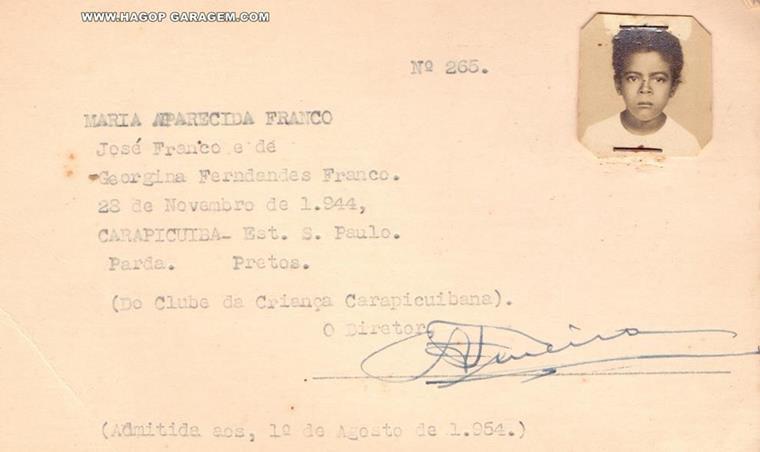 WWW.HAGOP GARAGEM.COM
Nº 265.
MARIA APARECIDA FRANCO
José Franco e de
Georgina Ferndandes Franco.
28 de Novembro de 1.944,
CARAPICUIBA- Est. S. Paulo.
Parda. Pretos.
(Do Clube da Criança Carapicuibana).
O Diretor,
(Admitida aos, 1º de Agosto de 1.954.)